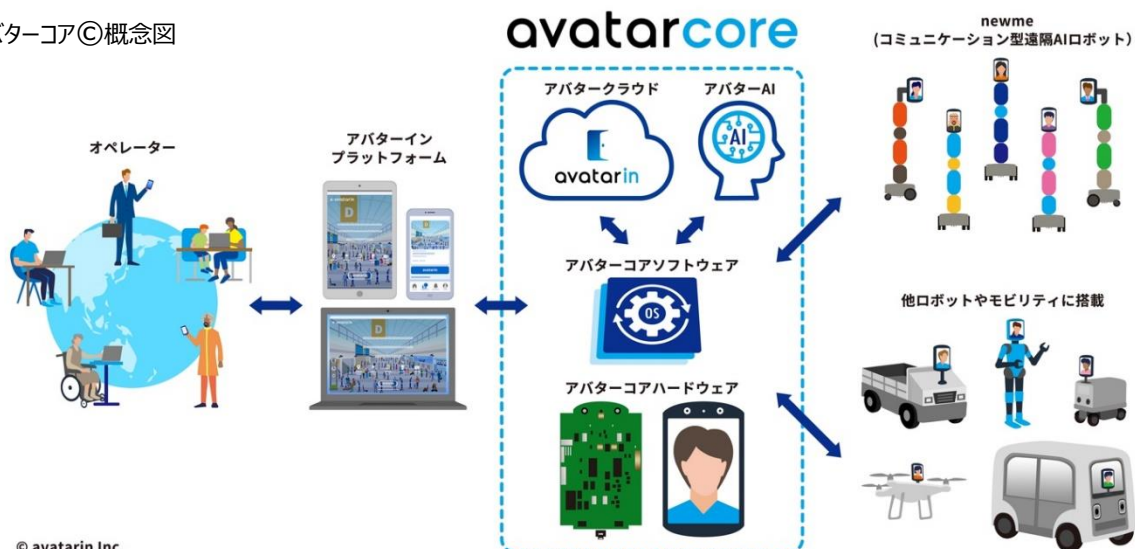 バターコア©概念図
avatarcore
newme
(コミュニケーション型遠隔AIロボット)
アバタークラウド
アバターAI
オペレーター
アバターイン
プラットフォーム
avatarin
AI
D
アバターコアソフトウェア
OS
D
他ロボットやモビリティに搭載
アバターコアハードウェア
© avatarin Inc.